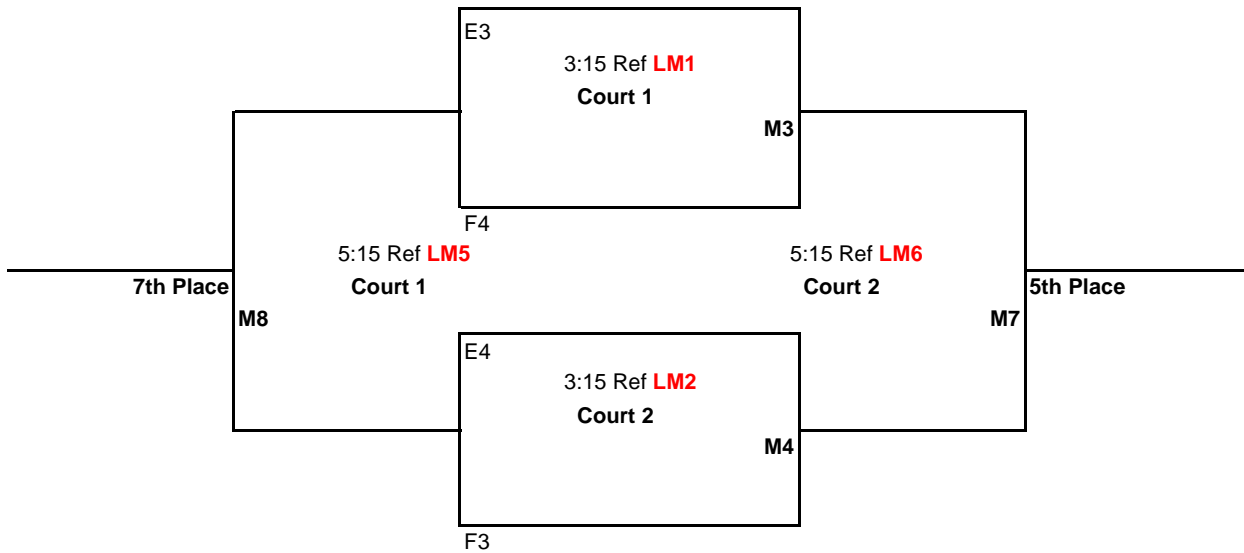 E3
3:15 Ref LM1
Court 1
M3
F4
5:15 Ref LM5
Court 1
5:15 Ref LM6
Court 2
7th Place
5th Place
M8
M7
E4
3:15 Ref LM2
Court 2
M4
F3